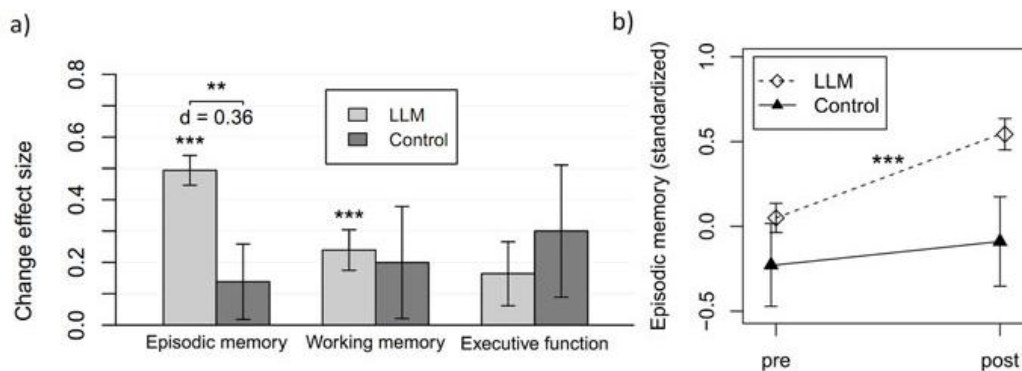 a)
Change effect size
0.8
0.6
0.4
0.2
0.0
**
d = 0.36
***
***
LLM
Control
Episodic memory
Working memory
Executive function
b)
Episodic memory (standardized)
1.0
0.5
0.0
−0.5
LLM
Control
***
pre
post